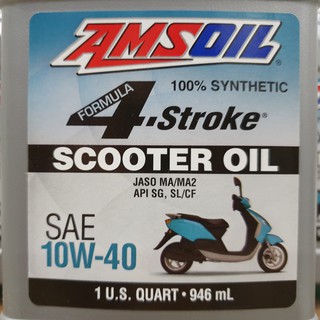 AMSOIL
100% SYNTHETIC
FORMULA
4-Stroke®
SCOOTER OIL
JASO MA/MA2
API SG, SL/CF
SAE
10W-40
1 U.S. QUART • 946 mL